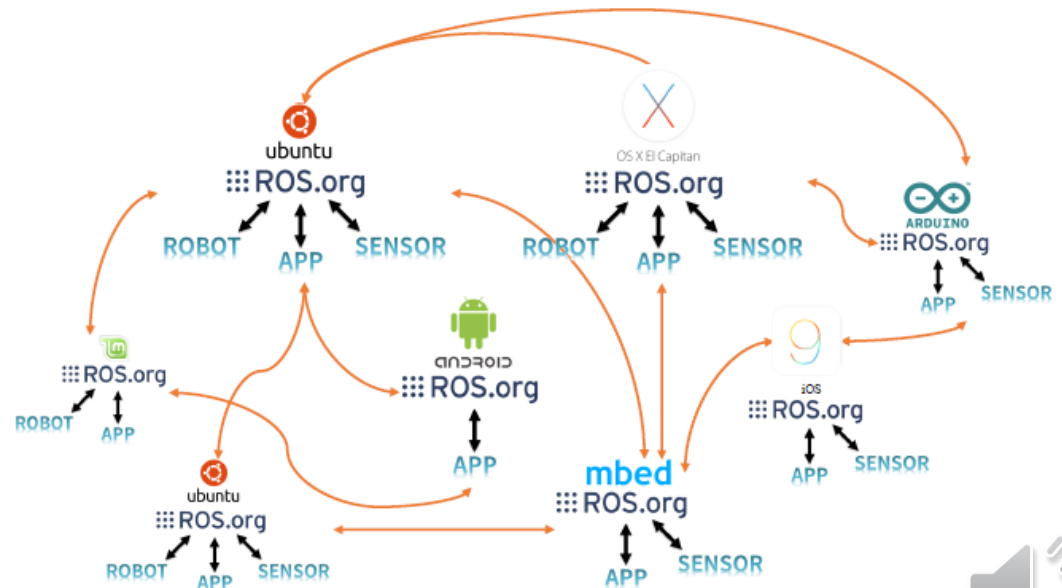 ubuntu
ROS.org
ROBOT
APP
SENSOR
OS X El Capitan
ROS.org
ROBOT
APP
SENSOR
ARDUINO
ROS.org
APP
SENSOR
lm
ROS.org
ROBOT
APP
ANDROID
ROS.org
APP
9
iOS
ROS.org
APP
SENSOR
ubuntu
ROS.org
ROBOT
APP
SENSOR
mbed
ROS.org
APP
SENSOR